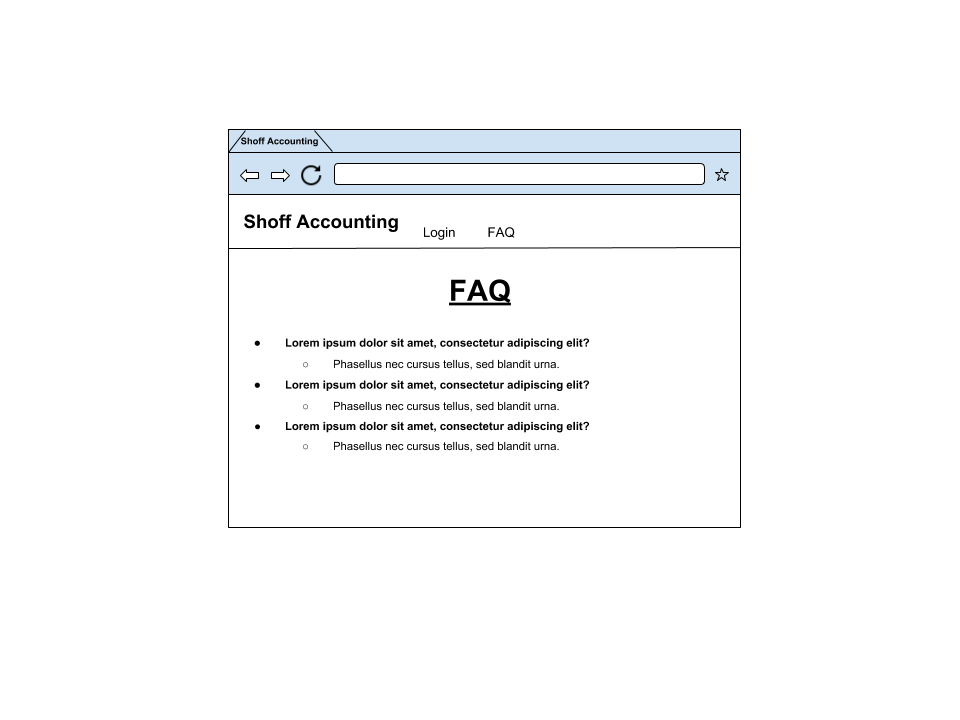 Shoff Accounting
Shoff Accounting
Login FAQ
FAQ
● Lorem ipsum dolor sit amet, consectetur adipiscing elit?
○ Phasellus nec cursus tellus, sed blandit urna.
● Lorem ipsum dolor sit amet, consectetur adipiscing elit?
○ Phasellus nec cursus tellus, sed blandit urna.
● Lorem ipsum dolor sit amet, consectetur adipiscing elit?
○ Phasellus nec cursus tellus, sed blandit urna.